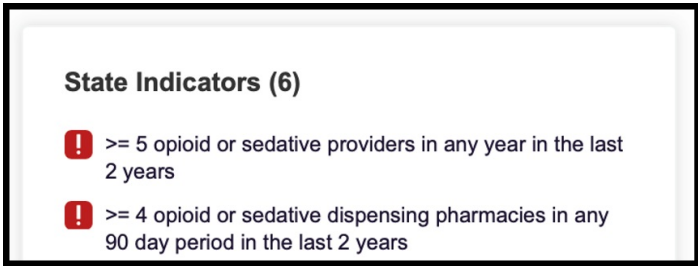 State Indicators (6)
>= 5 opioid or sedative providers in any year in the last
2 years
>= 4 opioid or sedative dispensing pharmacies in any
90 day period in the last 2 years